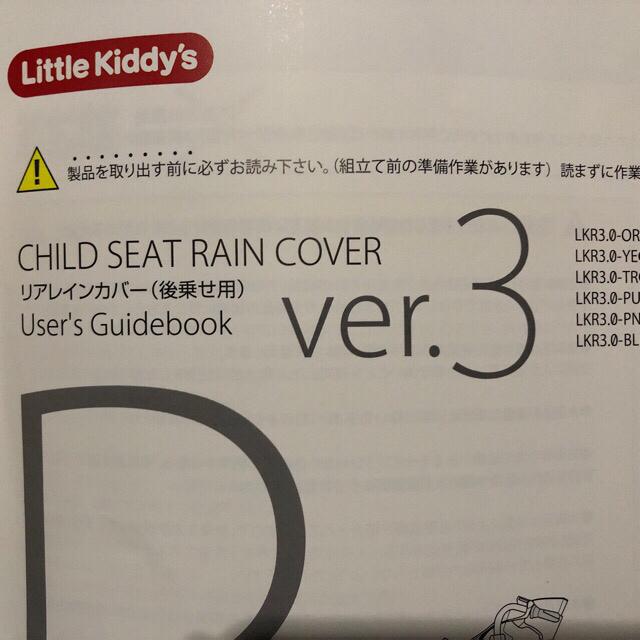 Little Kiddy's
製品を取り出す前に必ずお読み下さい。(組立て前の準備作業があります) 読まずに作業
CHILD SEAT RAIN COVER
リアレインカバー(後乗せ用)
User's Guidebook
ver.3
LKR3.0-OR
LKR3.0-YE
LKR3.0-TR
LKR3.0-PU
LKR3.0-PN
LKR3.0-BL
R